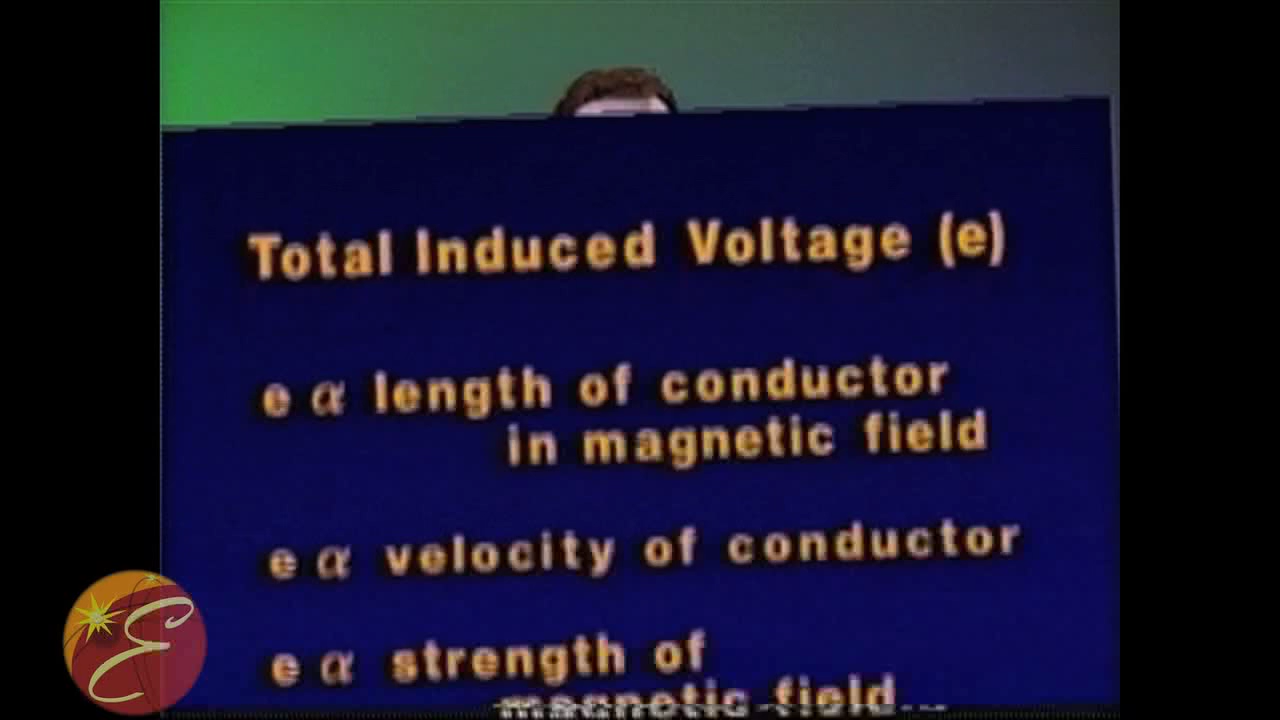 Total Induced Voltage (e)
e α length of conductor
in magnetic field
e α velocity of conductor
e α strength of
magnetic field
E